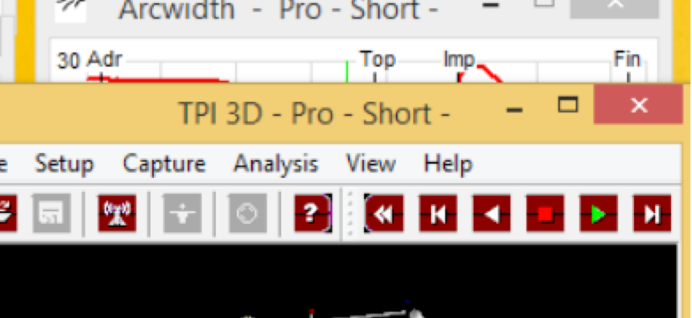 Arcwidth - Pro - Short -
30 Adr Top Imp Fin
TPI 3D - Pro - Short -
Setup Capture Analysis View Help
?